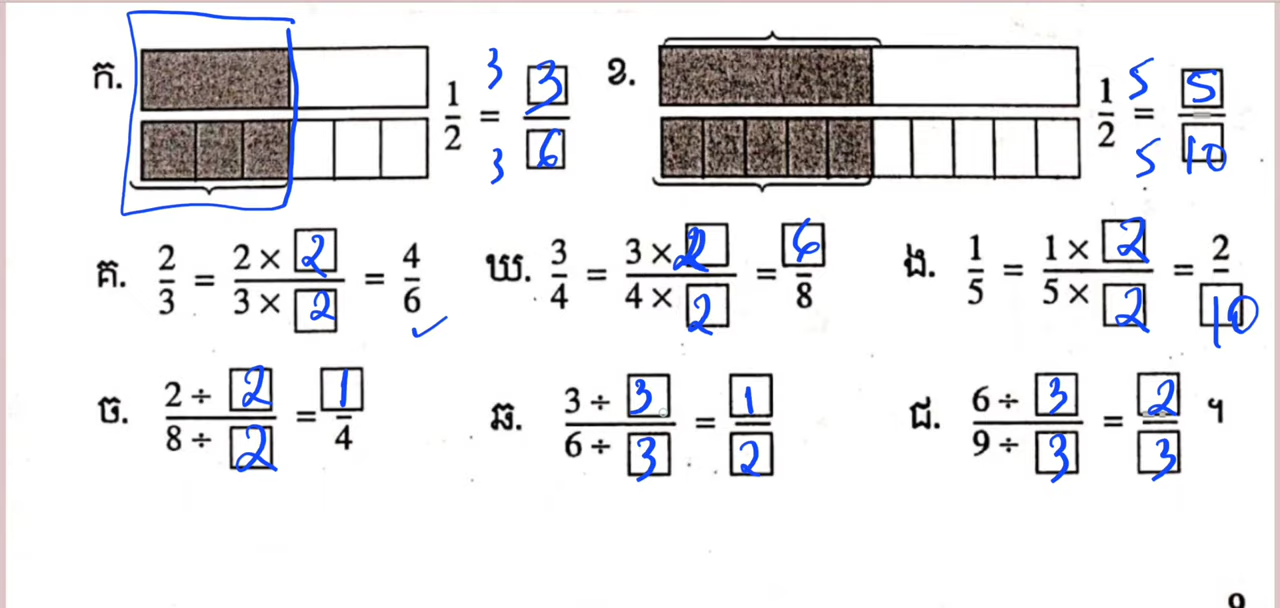 ក. 1/2 3 3 = 3/6 ខ. 1/2 5 5 = 5/10
គ. 2/3 = 2 × 2 / 3 × 2 = 4/6 ✓ ឃ. 3/4 = 3 × 2 / 4 × 2 = 6/8 ង. 1/5 = 1 × 2 / 5 × 2 = 2/10
ច. 2 ÷ 2 / 8 ÷ 2 = 1/4 ឆ. 3 ÷ 3 / 6 ÷ 3 = 1/2 ជ. 6 ÷ 3 / 9 ÷ 3 = 2/3 ។
9